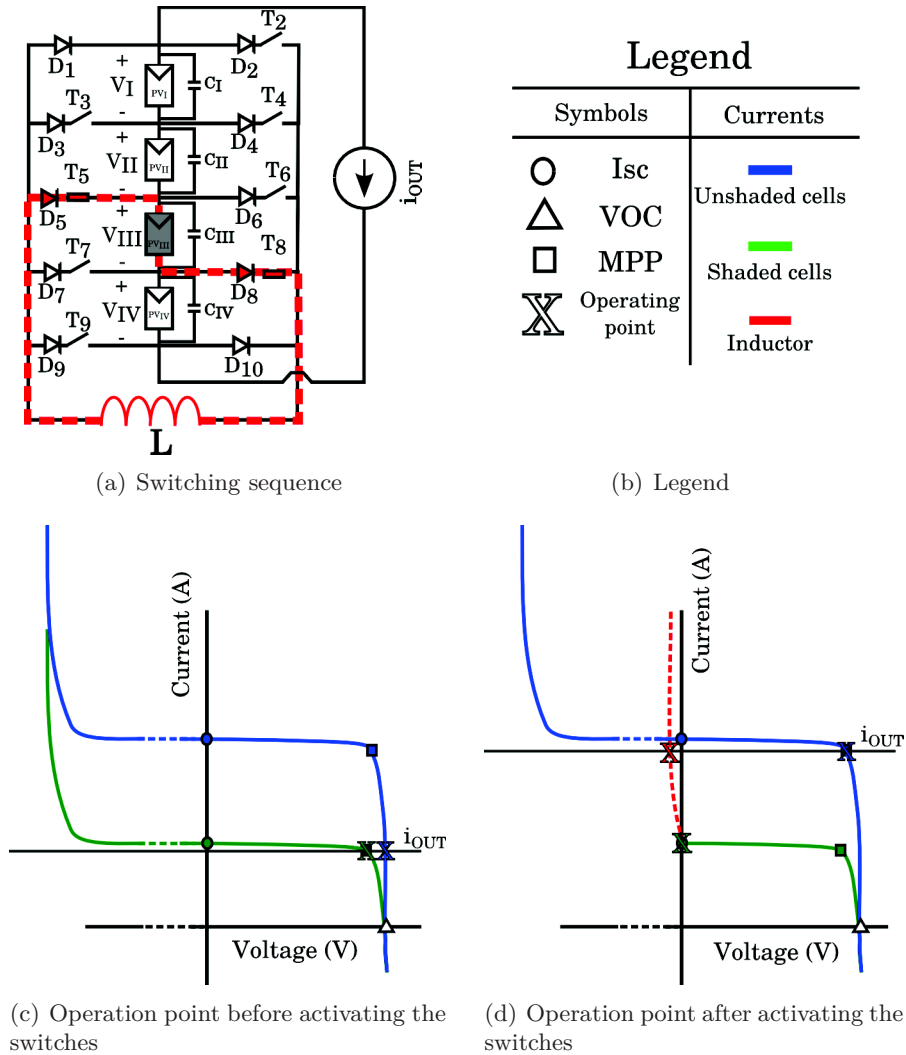 T2
D1
D2
+
VI
-
PVI
CI
T3
T4
D3
D4
+
VII
-
PVII
CII
T5
T6
D5
D6
+
VIII
-
PVIII
CIII
T7
T8
D7
D8
+
VIV
-
PVIV
CIV
T9
D9
D10
iOUT
L
(a) Switching sequence
Legend
Symbols
Currents
Isc
VOC
MPP
Operating point
Unshaded cells
Shaded cells
Inductor
(b) Legend
Current (A)
iOUT
Voltage (V)
(c) Operation point before activating the
switches
Current (A)
iOUT
Voltage (V)
(d) Operation point after activating the
switches